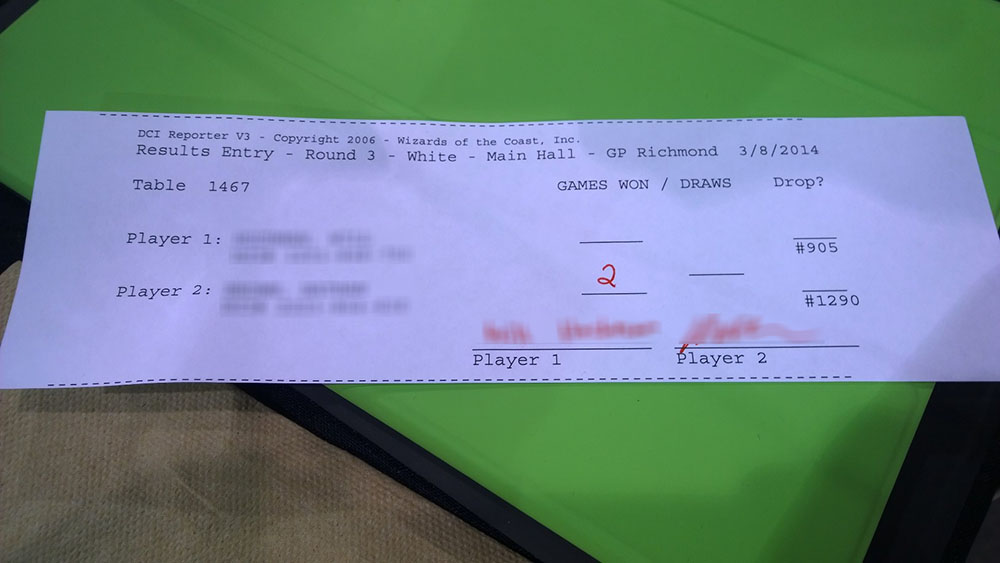 DCI Reporter V3 - Copyright 2006 - Wizards of the Coast, Inc.
Results Entry - Round 3 - White - Main Hall - GP Richmond 3/8/2014
Table 1467 GAMES WON / DRAWS Drop?
Player 1:
#905
2
Player 2:
#1290
Player 1 Player 2